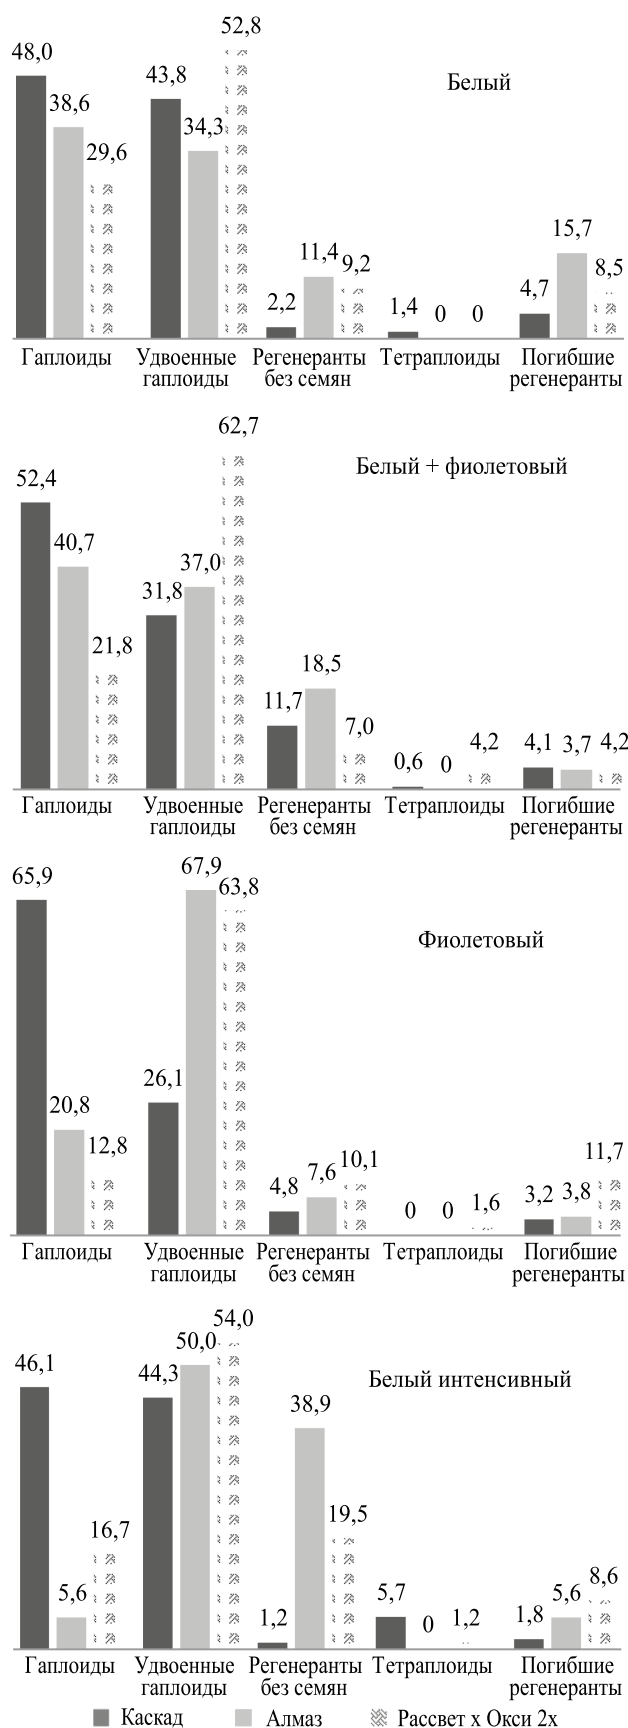 52,8
48,0
43,8
Белый
38,6
34,3
29,6
15,7
11,4
9,2
8,5
4,7
2,2
1,4
0
0
Гаплоиды
Удвоенные
гаплоиды
Регенеранты
без семян
Тетраплоиды
Погибшие
регенеранты
62,7
Белый + фиолетовый
52,4
40,7
37,0
31,8
21,8
18,5
11,7
7,0
4,2
0,6
0
4,1
3,7
4,2
Гаплоиды
Удвоенные
гаплоиды
Регенеранты
без семян
Тетраплоиды
Погибшие
регенеранты
65,9
67,9
63,8
Фиолетовый
26,1
20,8
12,8
4,8
7,6
10,1
0
0
1,6
3,2
3,8
11,7
Гаплоиды
Удвоенные
гаплоиды
Регенеранты
без семян
Тетраплоиды
Погибшие
регенеранты
54,0
50,0
46,1
44,3
Белый интенсивный
38,9
19,5
16,7
5,6
1,2
5,7
0
1,2
1,8
5,6
8,6
Гаплоиды
Удвоенные
гаплоиды
Регенеранты
без семян
Тетраплоиды
Погибшие
регенеранты
Каскад
Алмаз
Рассвет х Окси 2х